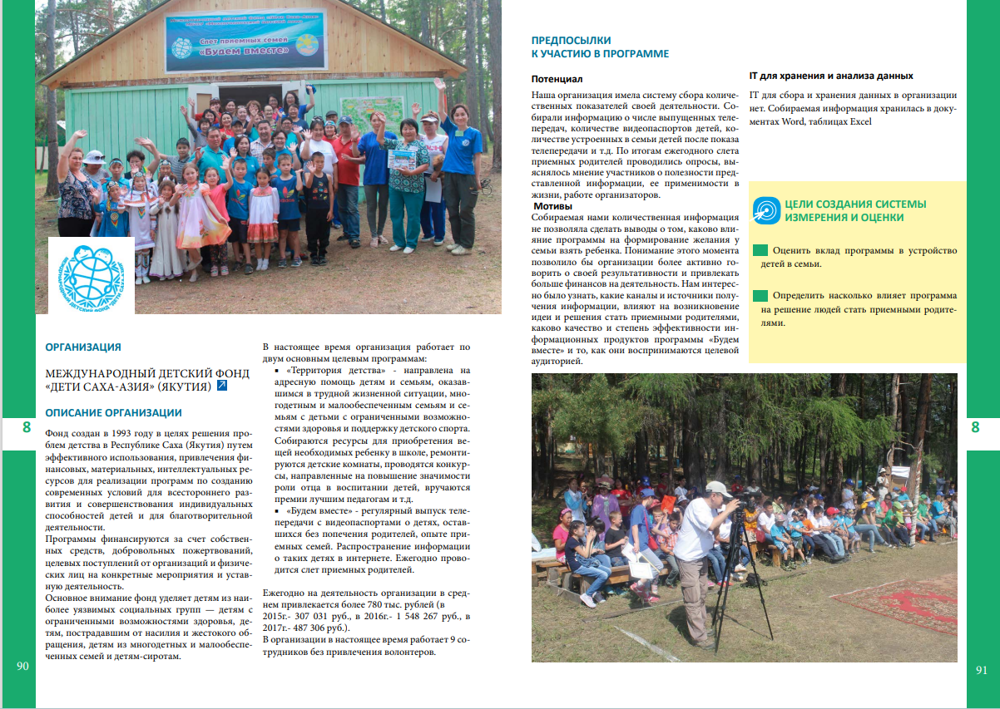 Международный детский фонд «Дети Саха-Азия»
Слет приемных семей
«Будем вместе»
МЕЖДУНАРОДНЫЙ ДЕТСКИЙ ФОНД "ДЕТИ САХА-АЗИЯ"
ОРГАНИЗАЦИЯ
МЕЖДУНАРОДНЫЙ ДЕТСКИЙ ФОНД
«ДЕТИ САХА-АЗИЯ» (ЯКУТИЯ)
ОПИСАНИЕ ОРГАНИЗАЦИИ
Фонд создан в 1993 году в целях решения про-
блем детства в Республике Саха (Якутия) путем
эффективного использования, привлечения фи-
нансовых, материальных, интеллектуальных ре-
сурсов для реализации программ по созданию
современных условий для всестороннего раз-
вития и совершенствования индивидуальных
способностей детей и для благотворительной
деятельности.
Программы финансируются за счет собствен-
ных средств, добровольных пожертвований,
целевых поступлений от организаций и физиче-
ских лиц на конкретные мероприятия и устав-
ную деятельность.
Основное внимание фонд уделяет детям из наи-
более уязвимых социальных групп — детям с
ограниченными возможностями здоровья, де-
тям, пострадавшим от насилия и жестокого об-
ращения, детям из многодетных и малообеспе-
ченных семей и детям-сиротам.
8
90
В настоящее время организация работает по
двум основным целевым программам:
▪ «Территория детства» - направлена на
адресную помощь детям и семьям, оказав-
шимся в трудной жизненной ситуации, мно-
годетным и малообеспеченным семьям и се-
мьям с детьми с ограниченными возможно-
стями здоровья и поддержку детского спорта.
Собираются ресурсы для приобретения ве-
щей необходимых ребенку в школе, ремонти-
руются детские комнаты, проводятся конкур-
сы, направленные на повышение значимости
роли отца в воспитании детей, вручаются
премии лучшим педагогам и т.д.
▪ «Будем вместе» - регулярный выпуск теле-
передачи с видеопаспортами о детях, остав-
шихся без попечения родителей, опыте при-
емных семей. Распространение информации
о таких детях в интернете. Ежегодно прово-
дится слет приемных родителей.
Ежегодно на деятельность организации в сред-
нем привлекается более 780 тыс. рублей (в
2015г.- 307 031 руб., в 2016г.- 1 548 267 руб., в
2017г.- 487 306 руб.).
В организации в настоящее время работает 9 со-
трудников без привлечения волонтеров.
ПРЕДПОСЫЛКИ
К УЧАСТИЮ В ПРОГРАММЕ
Потенциал
Наша организация имела систему сбора количе-
ственных показателей своей деятельности. Со-
бирали информацию о числе выпущенных теле-
передач, количестве видеопаспортов детей, ко-
личестве устроенных в семьи детей после показа
телепередачи и т.д. По итогам ежегодного слета
приемных родителей проводились опросы, вы-
яснялось мнение участников о полезности пред-
ставленной информации, ее применимости в
жизни, работе организаторов.
Мотивы
Собираемая нами количественная информация
не позволяла сделать выводы о том, каково вли-
яние программы на формирование желания у
семьи взять ребенка. Понимание этого момента
позволило бы организации более активно го-
ворить о своей результативности и привлекать
больше финансов на деятельность. Нам интерес-
но было узнать, какие каналы и источники полу-
чения информации, влияют на возникновение
идеи и решения стать приемными родителями,
каково качество и степень эффективности ин-
формационных продуктов программы «Будем
вместе» и то, как они воспринимаются целевой
аудиторией.
IT для хранения и анализа данных
IT для сбора и хранения данных в организации
нет. Собираемая информация хранилась в доку-
ментах Word, таблицах Excel
ЦЕЛИ СОЗДАНИЯ СИСТЕМЫ
ИЗМЕРЕНИЯ И ОЦЕНКИ
Оценить вклад программы в устройство
детей в семьи.
Определить насколько влияет программа
на решение людей стать приемными родите-
лями.
8
91